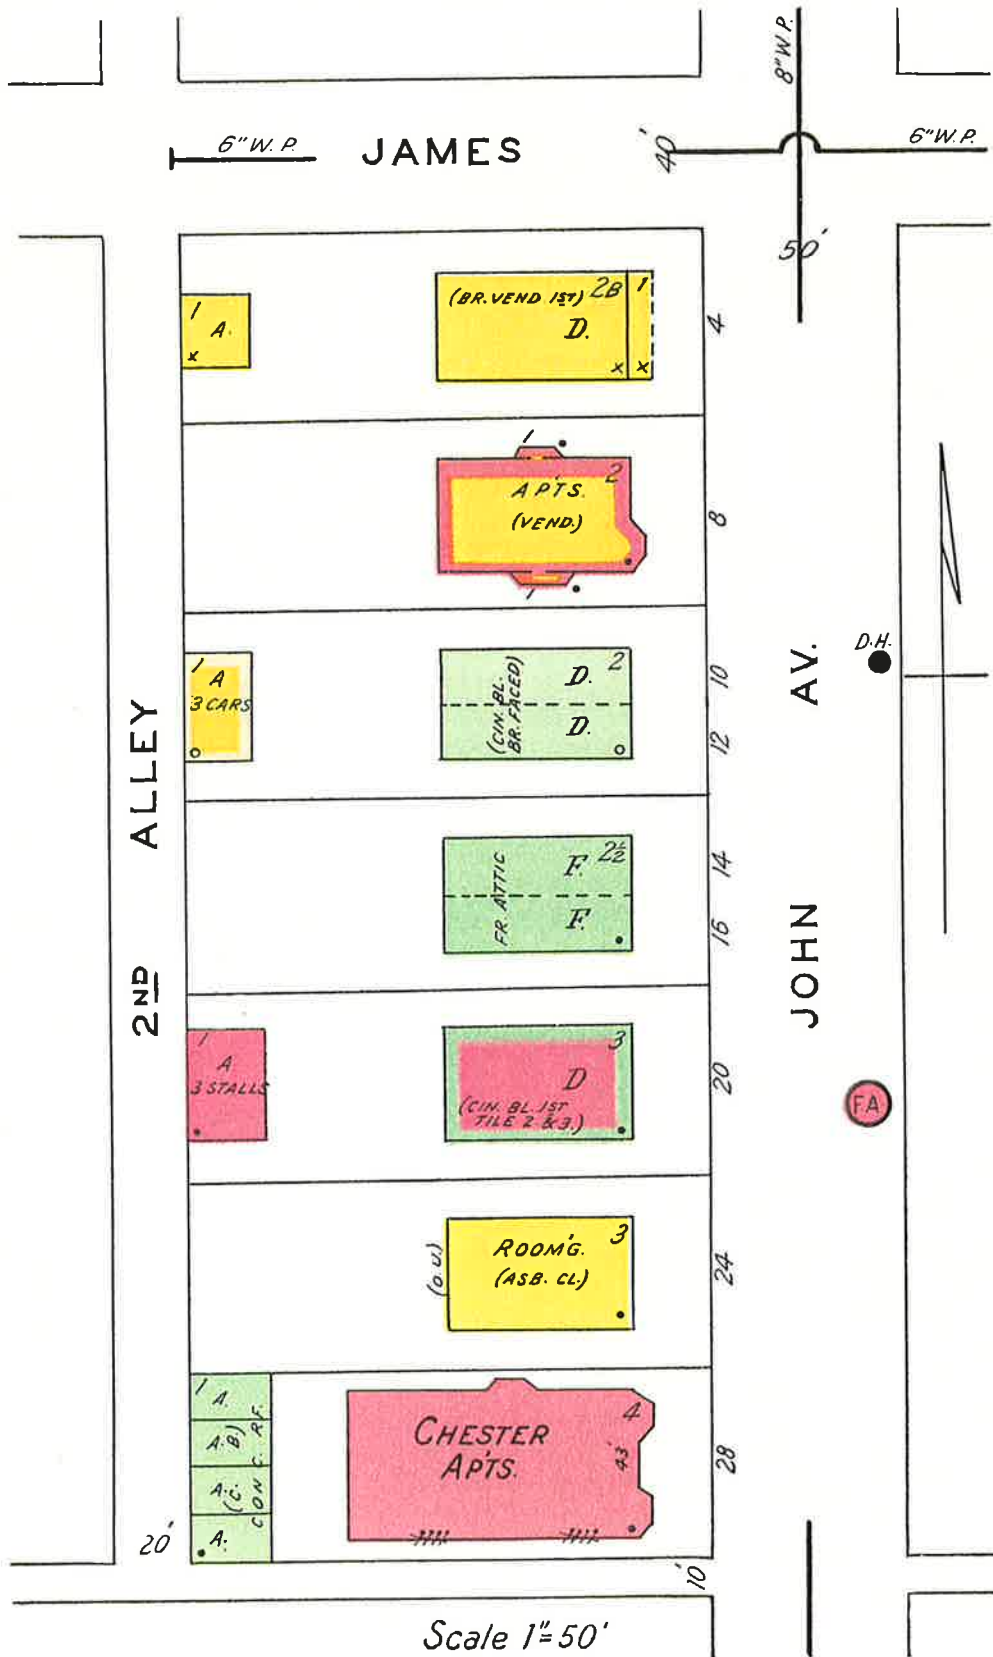 8" W.P.
6" W.P.
JAMES
40'
6" W.P.
50'
1
A.
x
(BR. VEND 1ST)
2B
1
D.
x
x
4
1
2
APTS.
(VEND.)
1
8
1
A
3 CARS
(CIN. BL.
BR. FACED)
2
D.
D.
10
12
D.H.
JOHN AV.
2ND ALLEY
FR. ATTIC
2½
F.
F.
14
16
1
A
3 STALLS
3
D
(CIN. BL. 1ST
TILE 2 & 3.)
20
FA
(O.U.)
3
ROOM'G.
(ASB. CL.)
24
1
A.
A.
A.
A.
(C. B.)
CONC. RF.
CHESTER
APTS.
4
43'
28
20'
10'
Scale 1"=50'